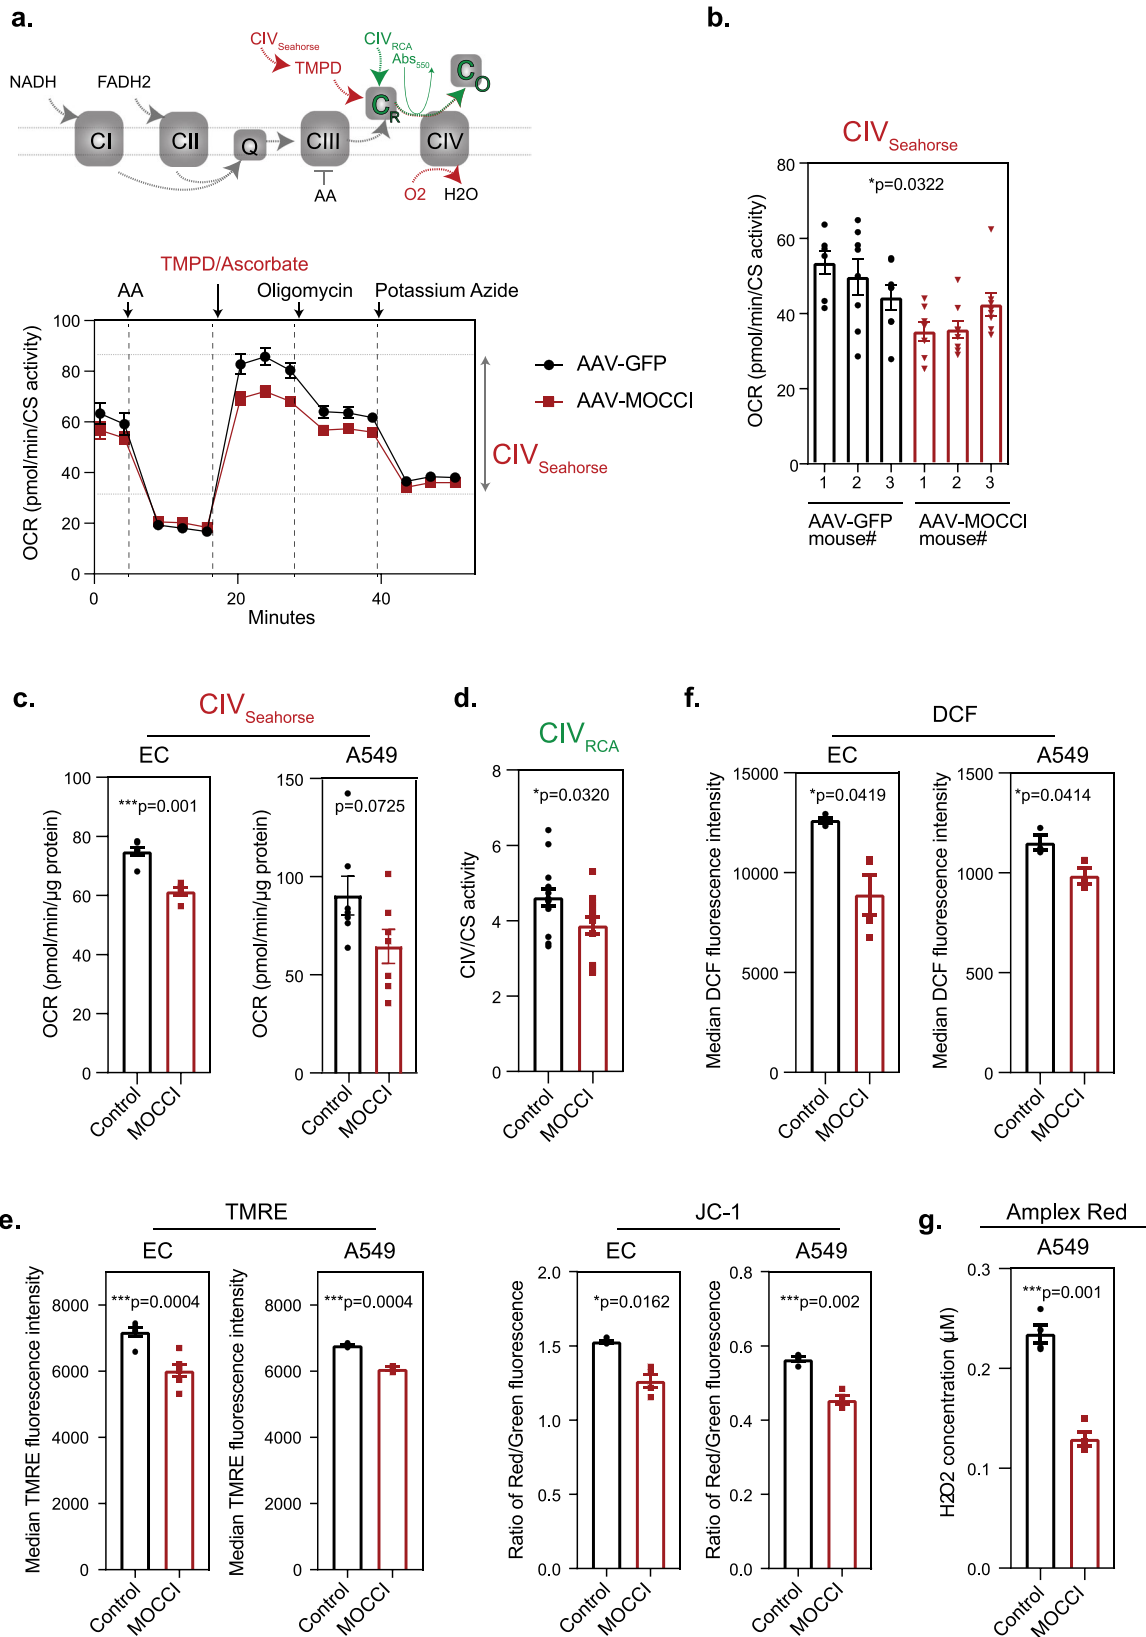 a.
CIV Seahorse
CIV RCA
Abs550
TMPD
NADH
FADH2
C O
C R
CI
CII
Q
CIII
CIV
AA
O2
H2O
TMPD/Ascorbate
AA
Oligomycin
Potassium Azide
OCR (pmol/min/CS activity)
100
80
60
40
20
0
0
20
40
Minutes
AAV-GFP
AAV-MOCCI
CIV Seahorse
b.
CIV Seahorse
*p=0.0322
OCR (pmol/min/CS activity)
80
60
40
20
0
1 2 3 1 2 3
AAV-GFP
mouse#
AAV-MOCCI
mouse#
c.
CIV Seahorse
EC
***p=0.001
OCR (pmol/min/µg protein)
100
80
60
40
20
0
Control
MOCCI
A549
p=0.0725
OCR (pmol/min/µg protein)
150
100
50
0
Control
MOCCI
d.
CIV RCA
*p=0.0320
CIV/CS activity
8
6
4
2
0
Control
MOCCI
f.
DCF
EC
*p=0.0419
Median DCF fluorescence intensity
15000
10000
5000
0
Control
MOCCI
A549
*p=0.0414
Median DCF fluorescence intensity
1500
1000
500
0
Control
MOCCI
e.
TMRE
EC
***p=0.0004
Median TMRE fluorescence intensity
8000
6000
4000
2000
0
Control
MOCCI
A549
***p=0.0004
Median TMRE fluorescence intensity
8000
6000
4000
2000
0
Control
MOCCI
JC-1
EC
*p=0.0162
Ratio of Red/Green fluorescence
2.0
1.5
1.0
0.5
0.0
Control
MOCCI
A549
***p=0.002
Ratio of Red/Green fluorescence
0.8
0.6
0.4
0.2
0.0
Control
MOCCI
g.
Amplex Red
A549
***p=0.001
H2O2 concentration (µM)
0.3
0.2
0.1
0.0
Control
MOCCI